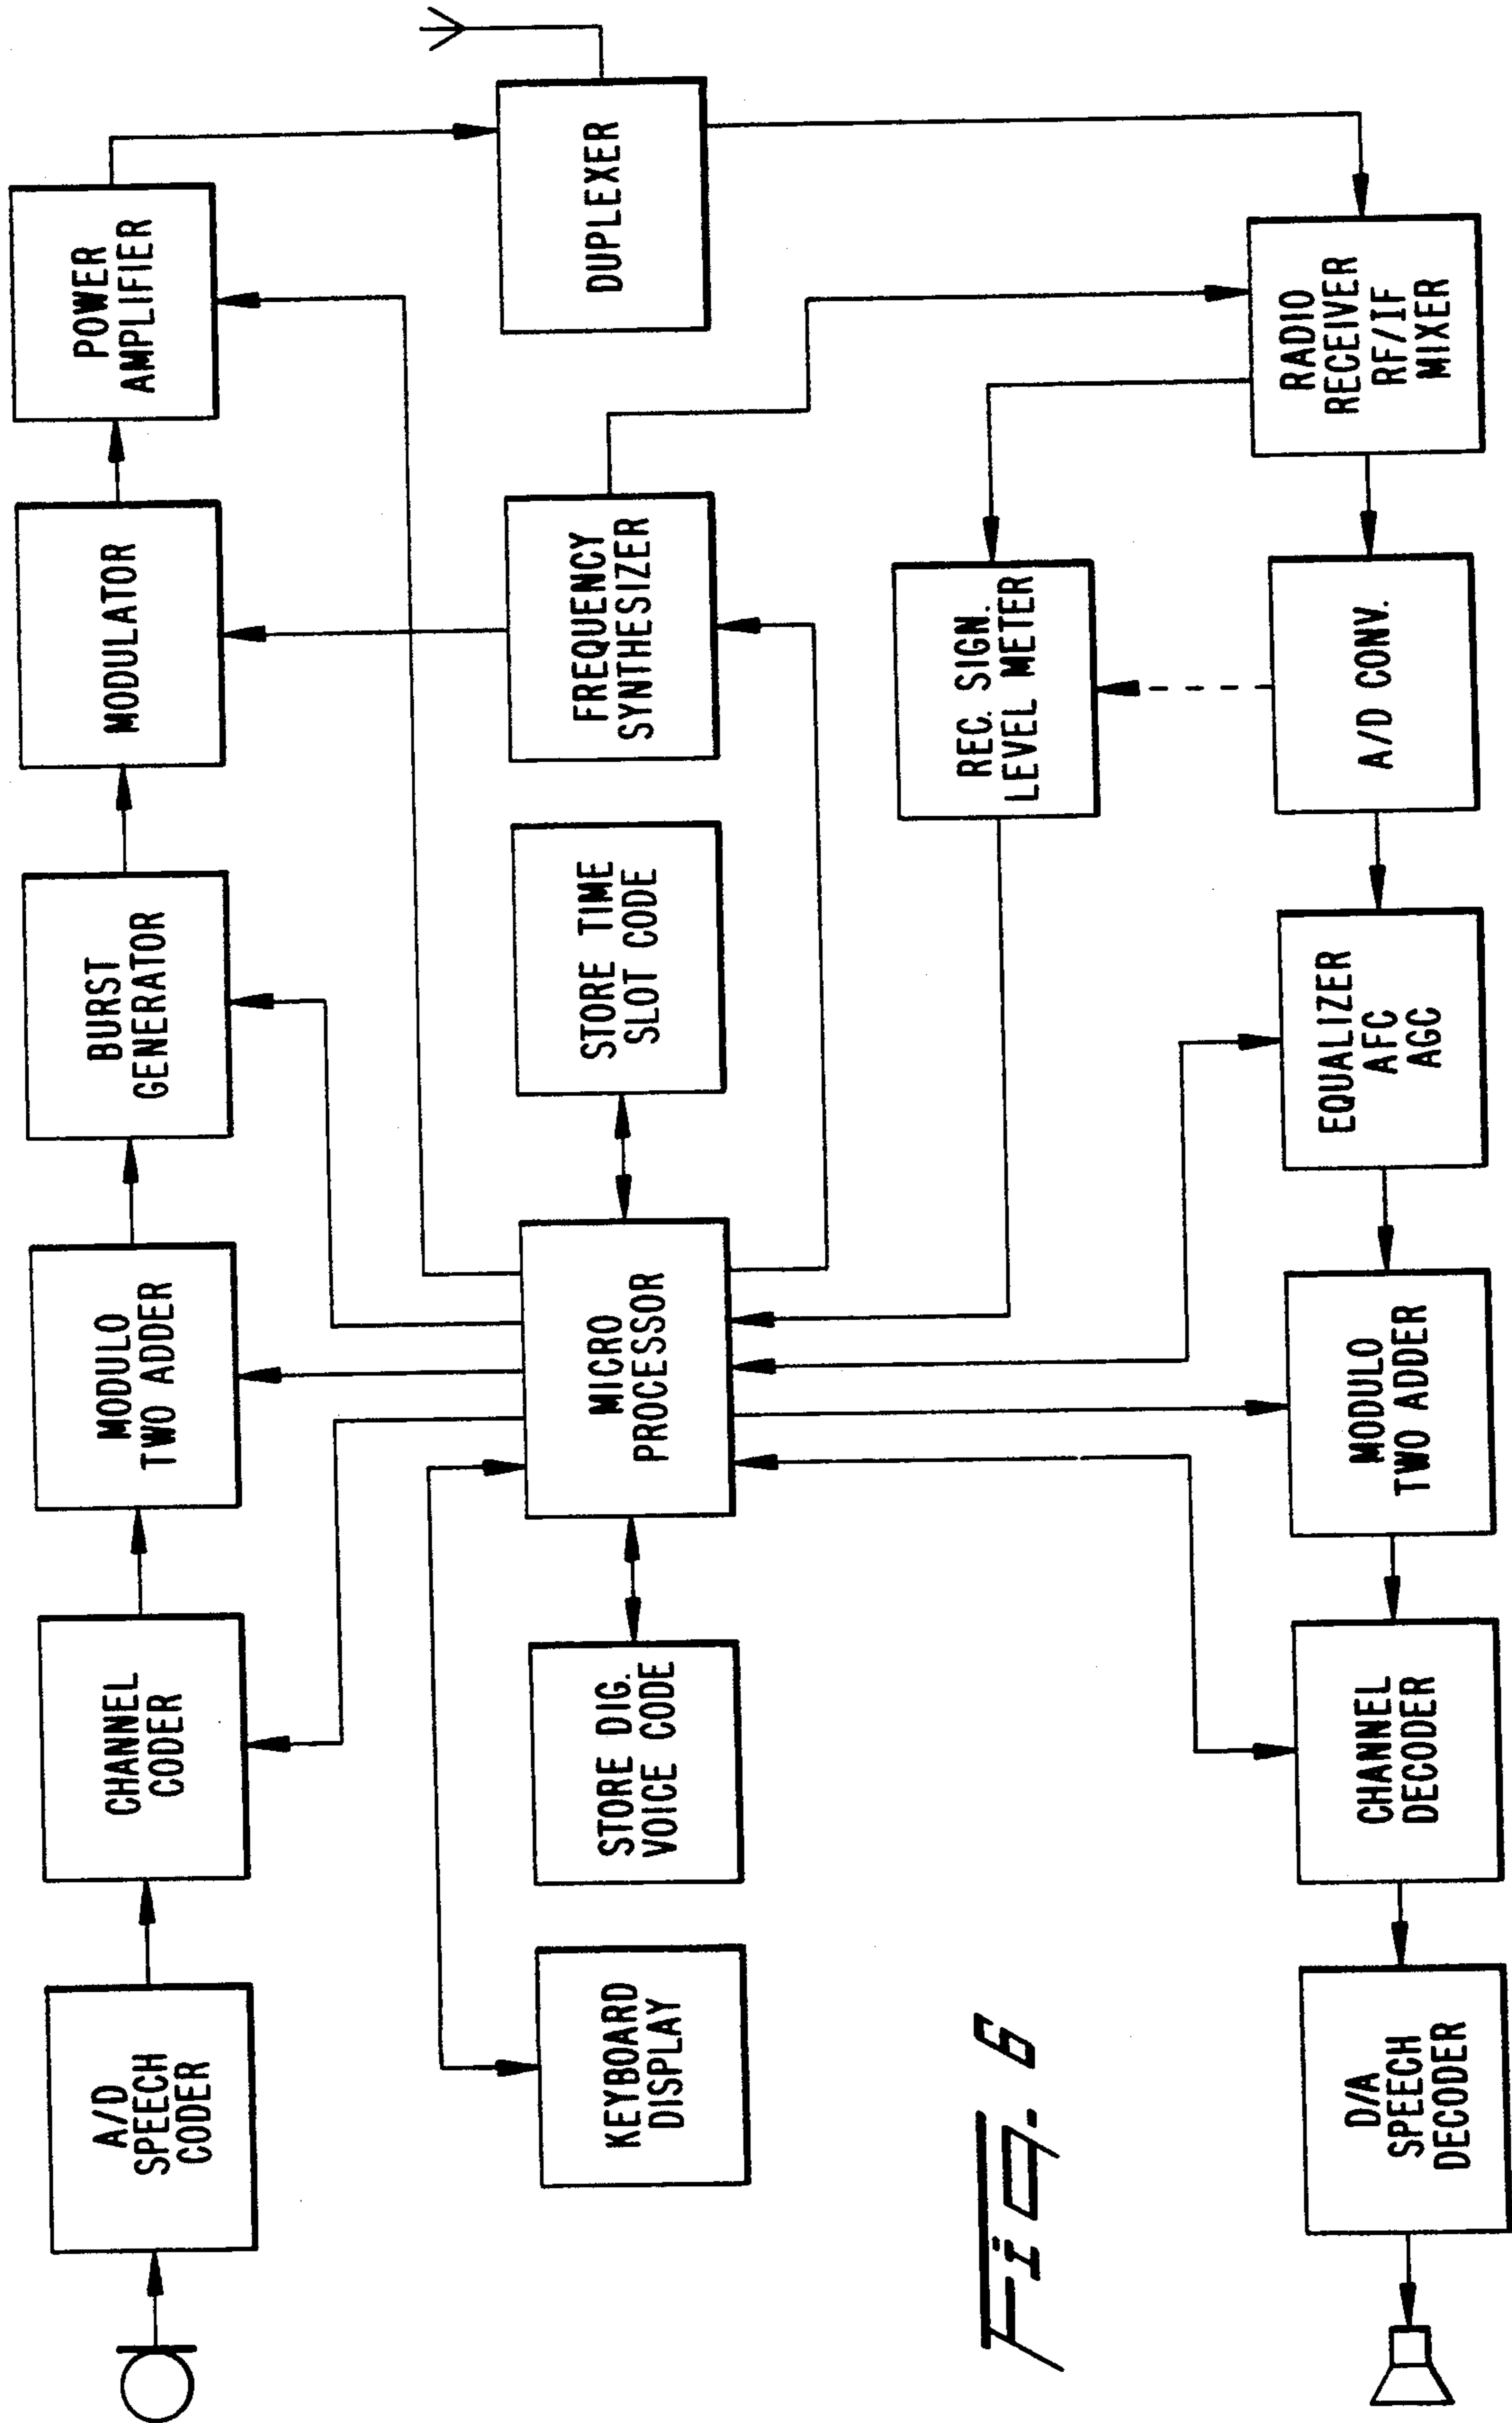 A/D
SPEECH
CODER
CHANNEL
CODER
MODULO
TWO ADDER
BURST
GENERATOR
MODULATOR
POWER
AMPLIFIER
KEYBOARD
DISPLAY
STORE DIG.
VOICE CODE
MICRO
PROCESSOR
STORE TIME
SLOT CODE
FREQUENCY
SYNTHESIZER
DUPLEXER
REC. SIGN.
LEVEL METER
D/A
SPEECH
DECODER
CHANNEL
DECODER
MODULO
TWO ADDER
EQUALIZER
AFC
AGC
A/D CONV.
RADIO
RECEIVER
RF/IF
MIXER
Fig. 6